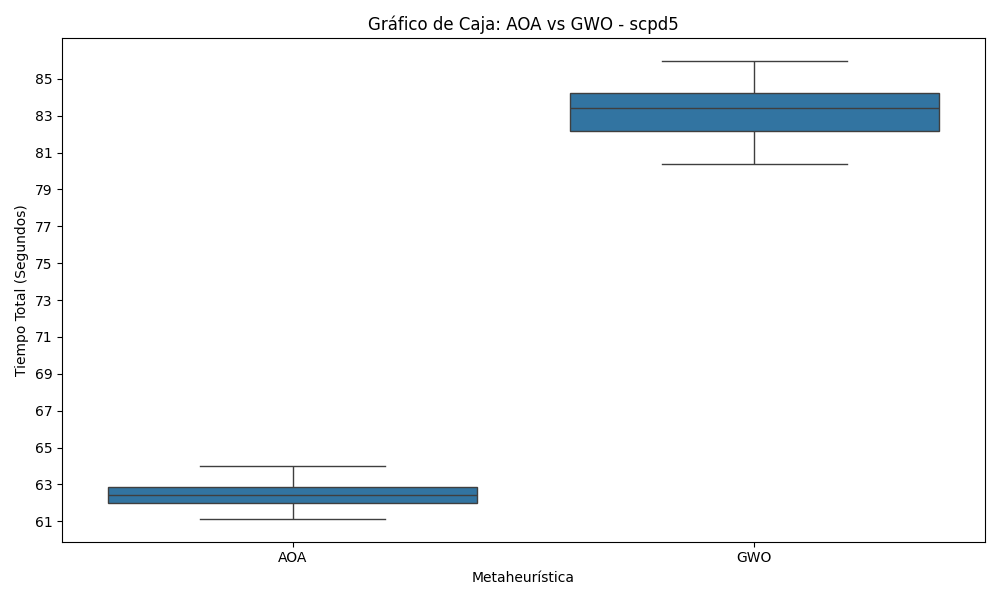 Gráfico de Caja: AOA vs GWO - scpd5
Tiempo Total (Segundos)
85
83
81
79
77
75
73
71
69
67
65
63
61
AOA
GWO
Metaheurística